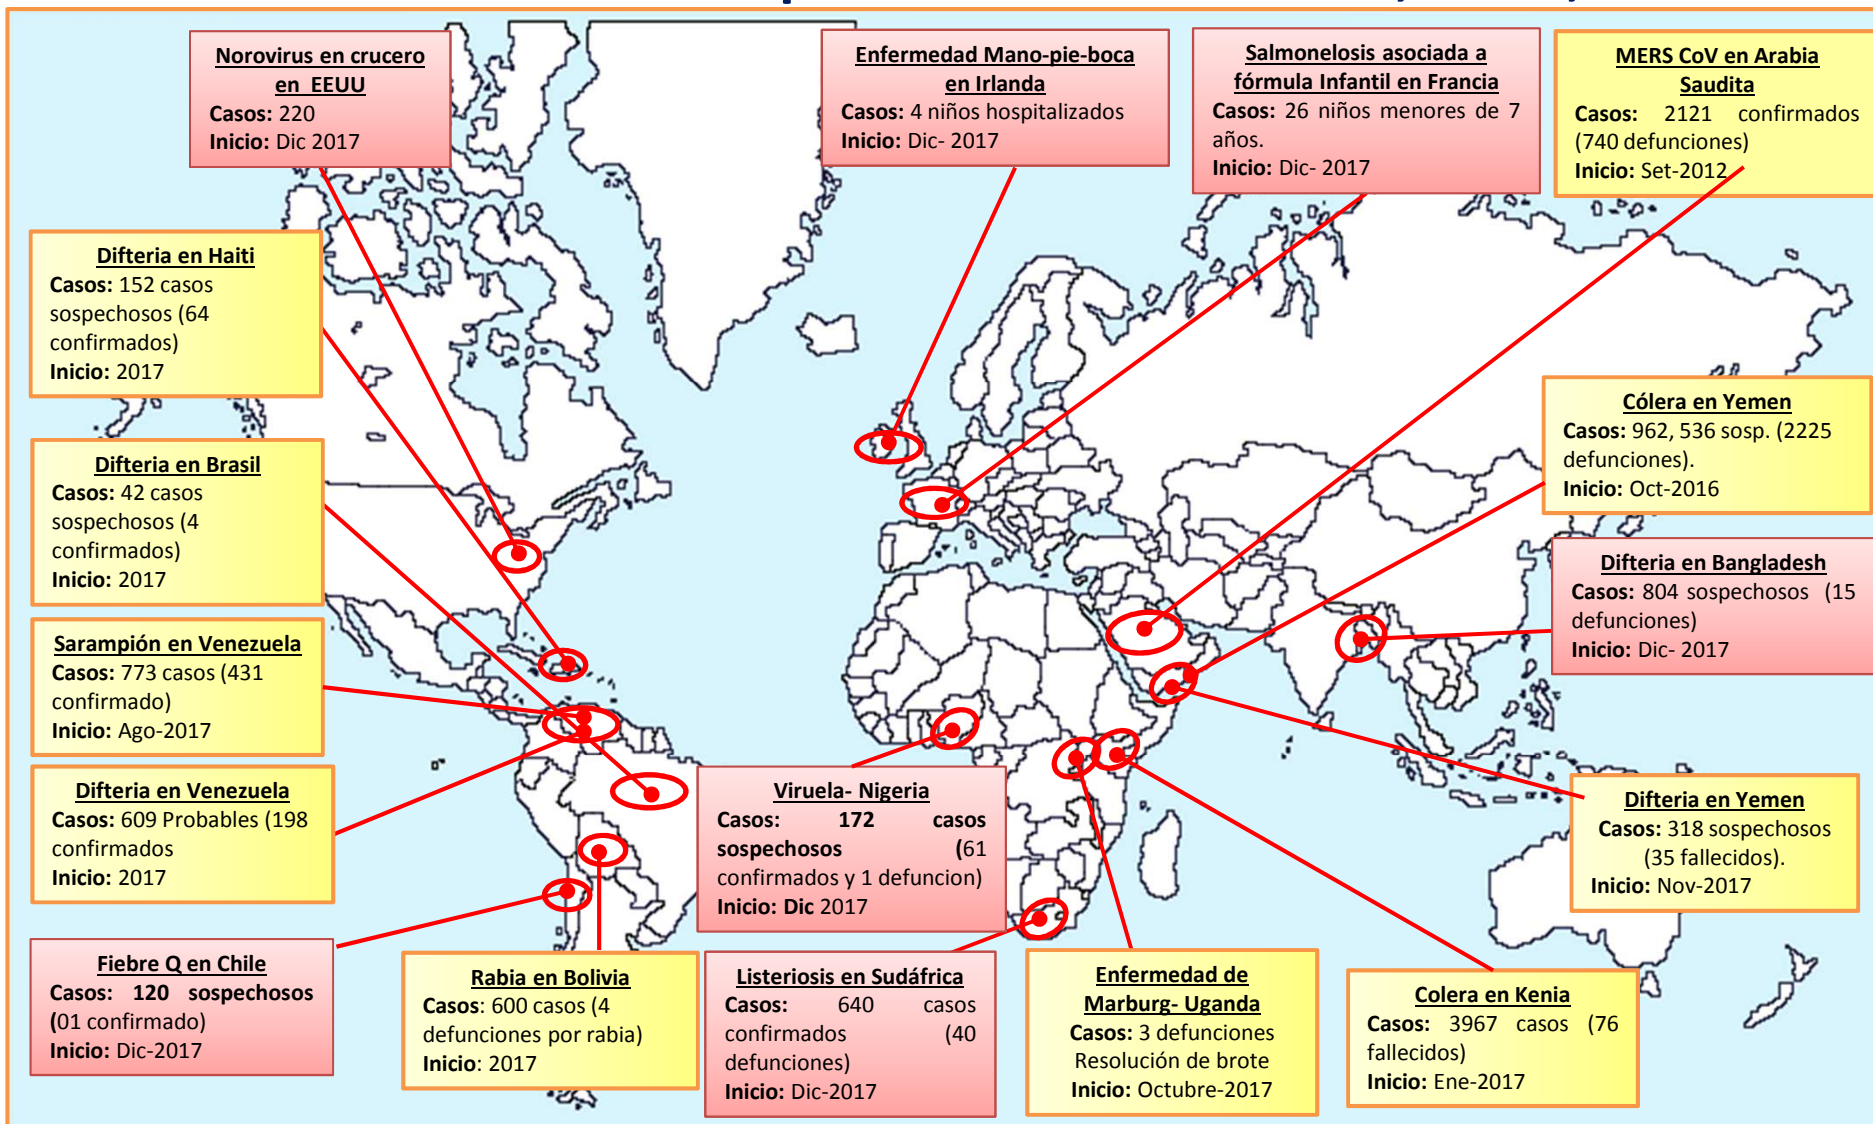 Norovirus en crucero
en EEUU
Casos: 220
Inicio: Dic 2017
Enfermedad Mano-pie-boca
en Irlanda
Casos: 4 niños hospitalizados
Inicio: Dic- 2017
Salmonelosis asociada a
fórmula Infantil en Francia
Casos: 26 niños menores de 7
años.
Inicio: Dic- 2017
MERS CoV en Arabia
Saudita
Casos: 2121 confirmados
(740 defunciones)
Inicio: Set-2012
Difteria en Haiti
Casos: 152 casos
sospechosos (64
confirmados)
Inicio: 2017
Cólera en Yemen
Casos: 962, 536 sosp. (2225
defunciones).
Inicio: Oct-2016
Difteria en Brasil
Casos: 42 casos
sospechosos (4
confirmados)
Inicio: 2017
Difteria en Bangladesh
Casos: 804 sospechosos (15
defunciones)
Inicio: Dic- 2017
Sarampión en Venezuela
Casos: 773 casos (431
confirmado)
Inicio: Ago-2017
Difteria en Venezuela
Casos: 609 Probables (198
confirmados
Inicio: 2017
Viruela- Nigeria
Casos: 172 casos
sospechosos (61
confirmados y 1 defuncion)
Inicio: Dic 2017
Difteria en Yemen
Casos: 318 sospechosos
(35 fallecidos).
Inicio: Nov-2017
Fiebre Q en Chile
Casos: 120 sospechosos
(01 confirmado)
Inicio: Dic-2017
Rabia en Bolivia
Casos: 600 casos (4
defunciones por rabia)
Inicio: 2017
Listeriosis en Sudáfrica
Casos: 640 casos
confirmados (40
defunciones)
Inicio: Dic-2017
Enfermedad de
Marburg- Uganda
Casos: 3 defunciones
Resolución de brote
Inicio: Octubre-2017
Colera en Kenia
Casos: 3967 casos (76
fallecidos)
Inicio: Ene-2017